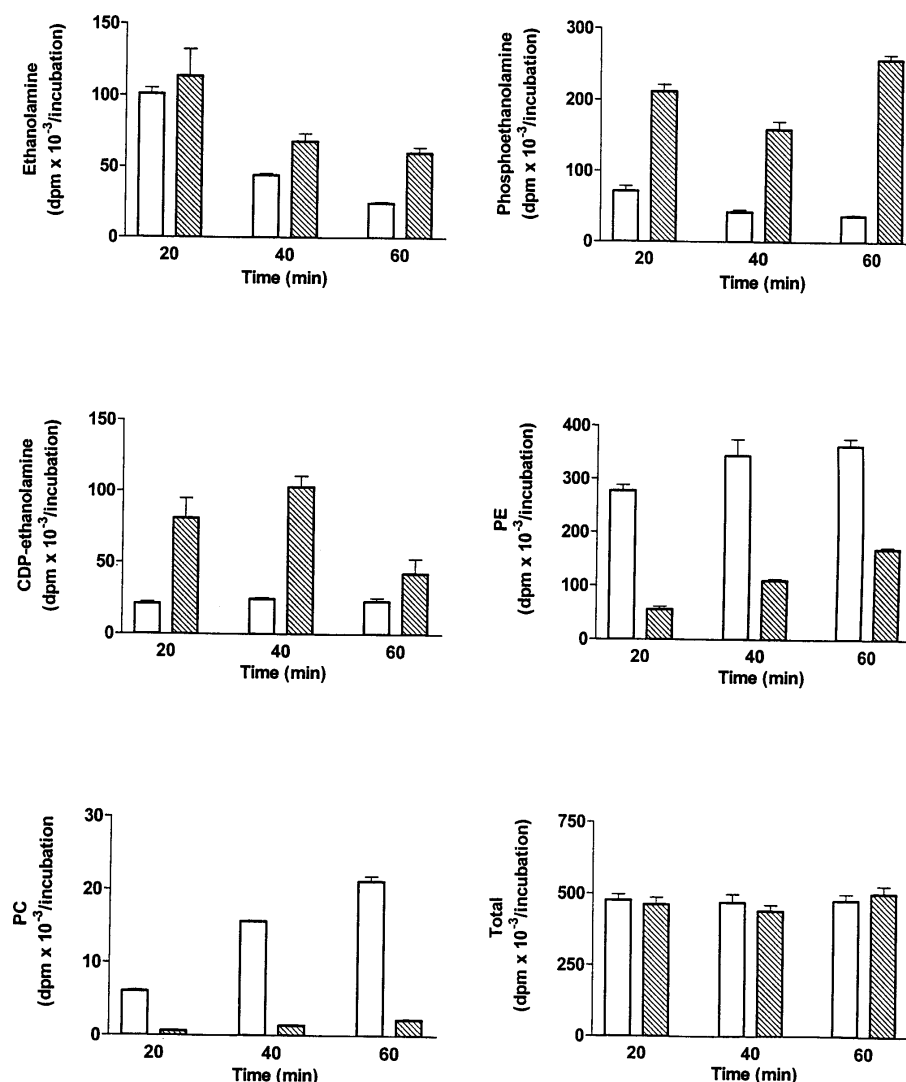 Ethanolamine
(dpm x 10⁻³/incubation)
150
100
50
0
20 40 60
Time (min)
Phosphoethanolamine
(dpm x 10⁻³/incubation)
300
200
100
0
20 40 60
Time (min)
CDP-ethanolamine
(dpm x 10⁻³/incubation)
150
100
50
0
20 40 60
Time (min)
PE
(dpm x 10⁻³/incubation)
400
300
200
100
0
20 40 60
Time (min)
PC
(dpm x 10⁻³/incubation
30
20
10
0
20 40 60
Time (min)
Total
(dpm x 10⁻³/incubation)
750
500
250
0
20 40 60
Time (min)